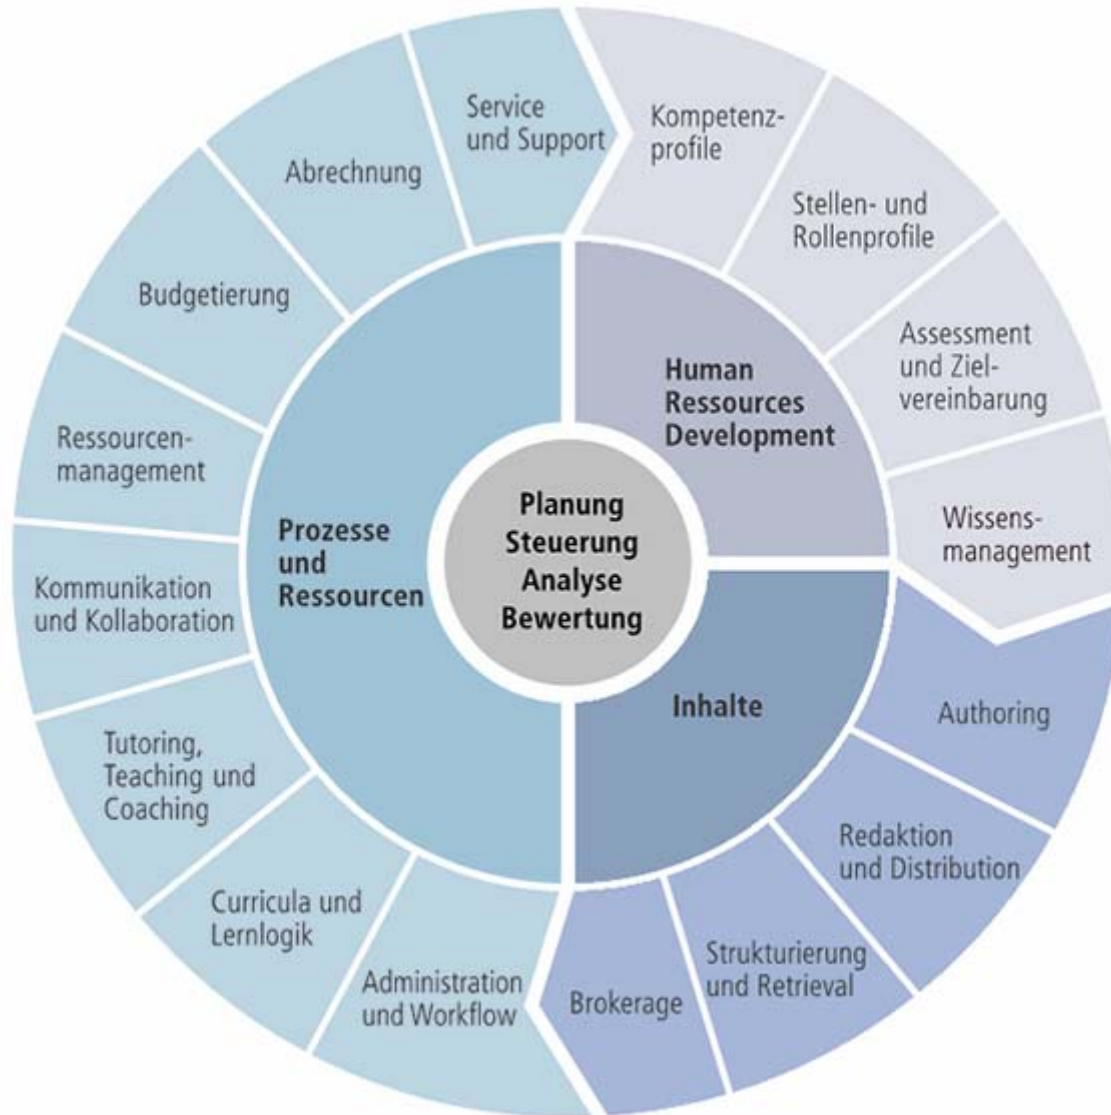 Service
und Support
Kompetenz-
profile
Stellen- und
Rollenprofile
Assessment
und Ziel-
vereinbarung
Wissens-
management
Authoring
Redaktion
und Distribution
Strukturierung
und Retrieval
Brokerage
Administration
und Workflow
Curricula und
Lernlogik
Tutoring,
Teaching und
Coaching
Kommunikation
und Kollaboration
Ressourcen-
management
Budgetierung
Abrechnung
Human
Ressources
Development
Inhalte
Prozesse
und
Ressourcen
Planung
Steuerung
Analyse
Bewertung